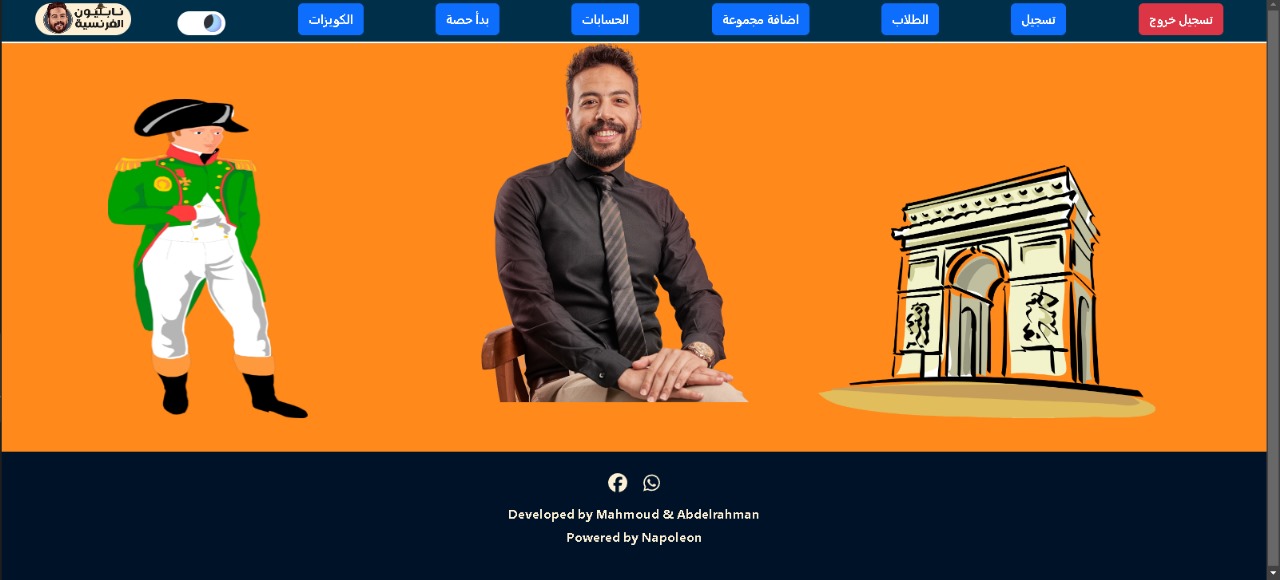 تسجيل خروج
تسجيل
الطلاب
اضافة مجموعة
الحسابات
بدأ حصة
الكويزات
نابليون
الفرنسية
Developed by Mahmoud & Abdelrahman
Powered by Napoleon